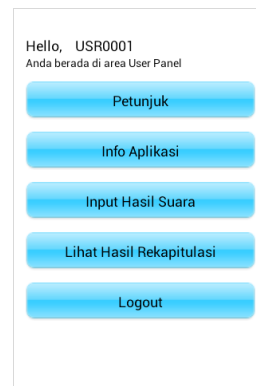 Hello, USR0001
Anda berada di area User Panel
Petunjuk
Info Aplikasi
Input Hasil Suara
Lihat Hasil Rekapitulasi
Logout